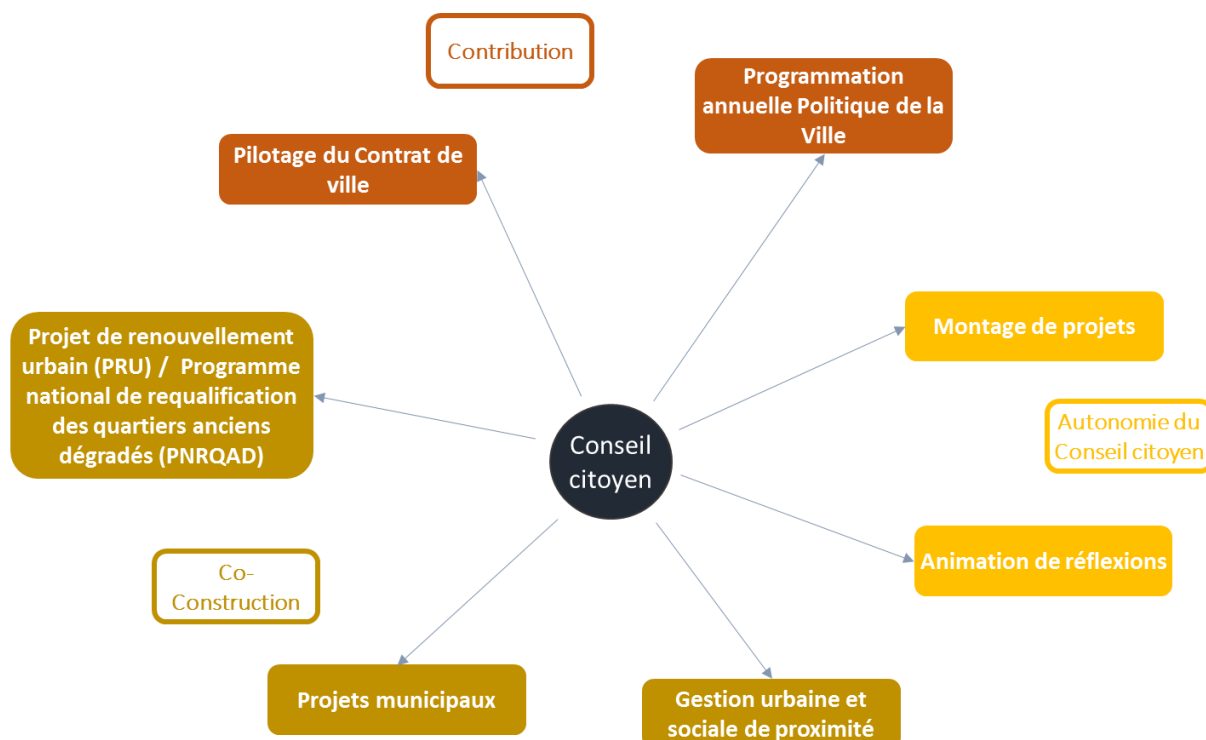 Contribution
Programmation
annuelle Politique de la
Ville
Pilotage du Contrat de
ville
Projet de renouvellement
urbain (PRU) / Programme
national de requalification
des quartiers anciens
dégradés (PNRQAD)
Montage de projets
Conseil
citoyen
Autonomie du
Conseil citoyen
Co-
Construction
Animation de réflexions
Projets municipaux
Gestion urbaine et
sociale de proximité